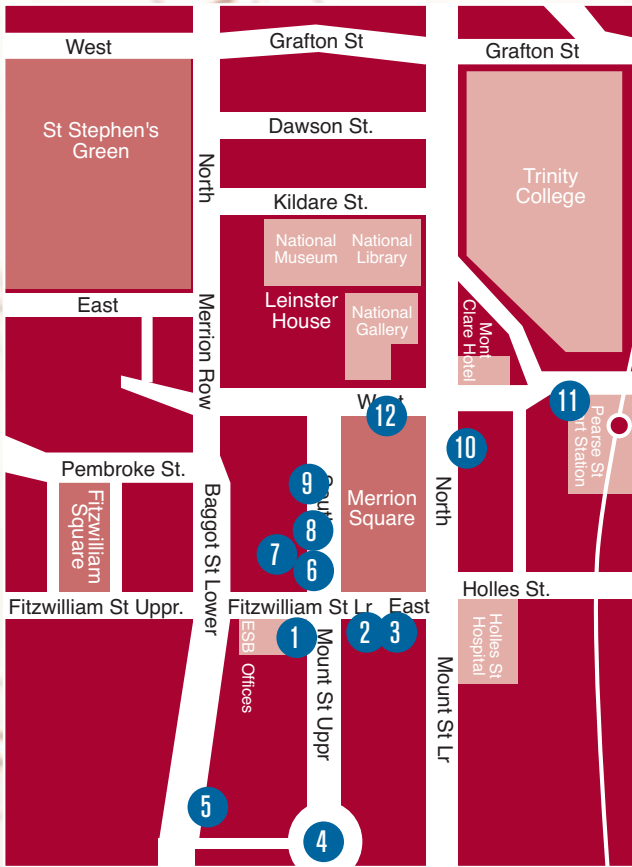 West
Grafton St
Grafton St
St Stephen's
Green
Dawson St.
Trinity
College
North
Kildare St.
National
Museum
National
Library
Leinster
House
National
Gallery
East
Merrion Row
Mont
Clare Hotel
West
12
11
Pearse St
rt Station
10
9
Pembroke St.
Fitzwilliam
Square
Baggot St Lower
8
Merrion
Square
North
7
6
Holles St.
Fitzwilliam St Uppr.
Fitzwilliam St Lr
East
ESB Offices
1
2
3
Mount St Uppr
Mount St Lr
Holles St
Hospital
5
4